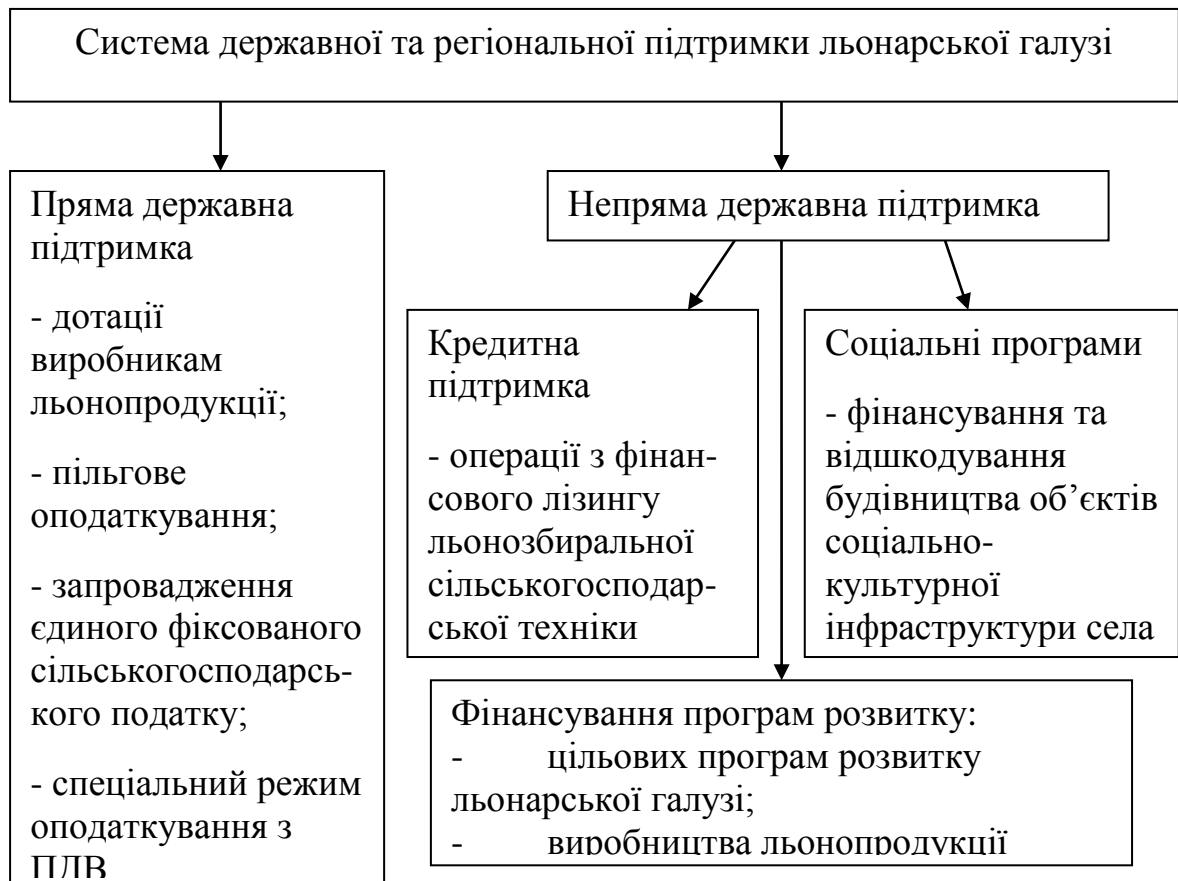 Система державної та регіональної підтримки льонарської галузі
Пряма державна
підтримка
- дотації
виробникам
льонопродукції;
- пільгове
оподаткування;
- запровадження
єдиного фіксованого
сільськогосподарсь-
кого податку;
- спеціальний режим
оподаткування з
ПДВ
Непряма державна підтримка
Кредитна
підтримка
- операції з фінан-
сового лізингу
льонозбиральної
сільськогосподар-
ської техніки
Соціальні програми
- фінансування та
відшкодування
будівництва об’єктів
соціально-
культурної
інфраструктури села
Фінансування програм розвитку:
- цільових програм розвитку
льонарської галузі;
- виробництва льонопродукції